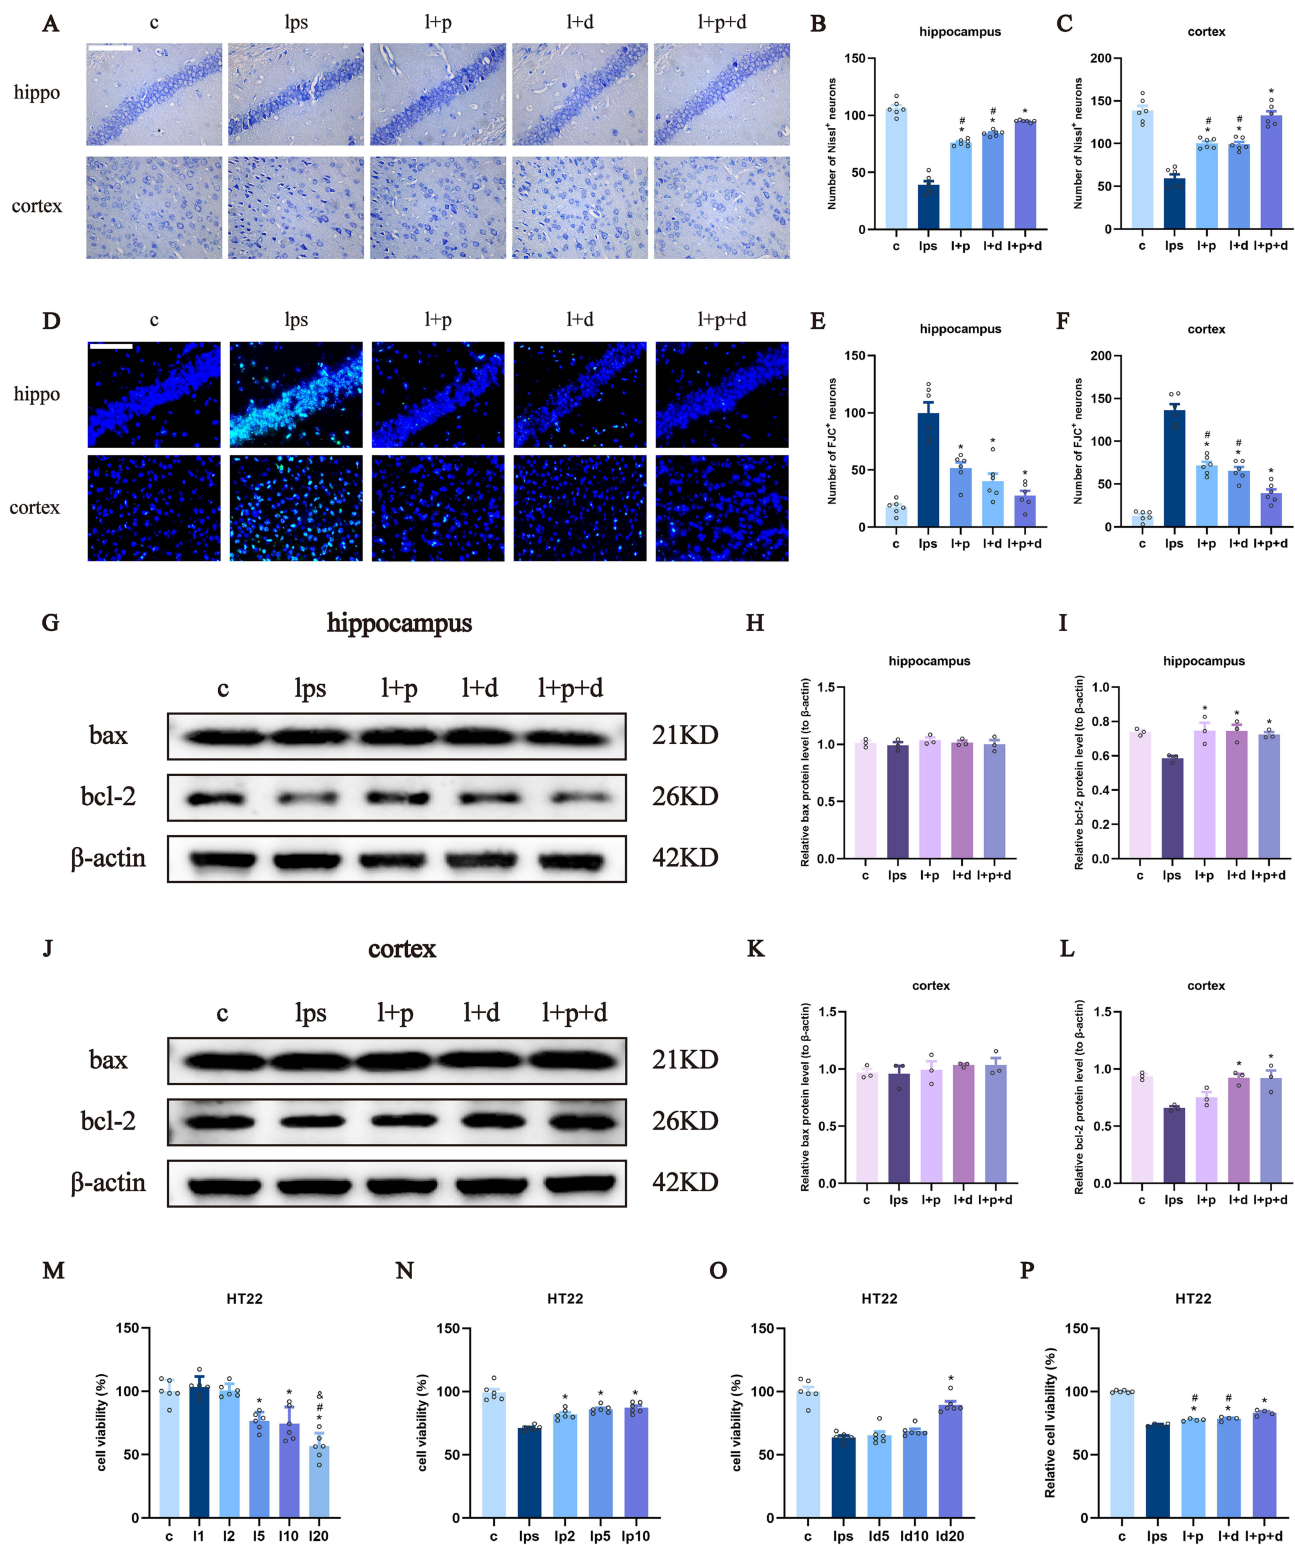 A
c lps l+p l+d l+p+d
hippo
cortex
B
hippocampus
Number of Nissl⁺ neurons
150
100
50
0
# *
# *
*
c lps l+p l+d l+p+d
C
cortex
Number of Nissl⁺ neurons
200
150
100
50
0
# *
# *
*
c lps l+p l+d l+p+d
D
c lps l+p l+d l+p+d
hippo
cortex
E
hippocampus
Number of FJC⁺ neurons
150
100
50
0
*
*
*
c lps l+p l+d l+p+d
F
cortex
Number of FJC⁺ neurons
200
150
100
50
0
# *
# *
*
c lps l+p l+d l+p+d
G
hippocampus
c lps l+p l+d l+p+d
bax 21KD
bcl-2 26KD
β-actin 42KD
H
hippocampus
Relative bax protein level (to β-actin)
1.5
1.0
0.5
0.0
c lps l+p l+d l+p+d
I
hippocampus
Relative bcl-2 protein level (to β-actin)
1.0
0.8
0.6
0.4
0.2
0.0
* * *
c lps l+p l+d l+p+d
J
cortex
c lps l+p l+d l+p+d
bax 21KD
bcl-2 26KD
β-actin 42KD
K
cortex
Relative bax protein level (to β-actin)
1.5
1.0
0.5
0.0
c lps l+p l+d l+p+d
L
cortex
Relative bcl-2 protein level (to β-actin)
1.5
1.0
0.5
0.0
* *
c lps l+p l+d l+p+d
M
HT22
cell viability (%)
150
100
50
0
*
*
& # *
c l1 l2 l5 l10 l20
N
HT22
cell viability (%)
150
100
50
0
* * *
c lps lp2 lp5 lp10
O
HT22
cell viability (%)
150
100
50
0
*
c lps ld5 ld10 ld20
P
HT22
Relative cell viability (%)
150
100
50
0
# *
# *
*
c lps l+p l+d l+p+d